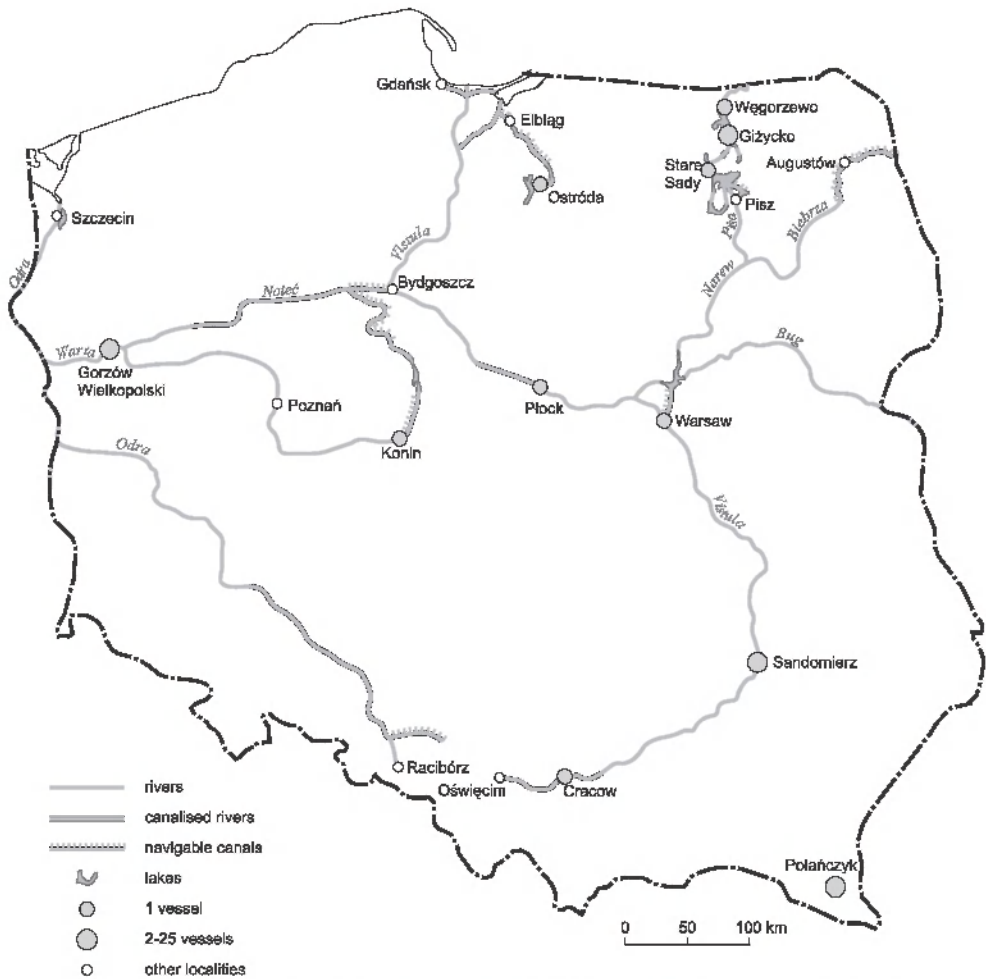 Gdańsk
Elbląg
Ostróda
Węgorzewo
Giżycko
Stare
Sady
Augustów
Pisz
Pisa
Biebrza
Szczecin
Odra
Vistula
Narew
Noteć
Bydgoszcz
Bug
Warta
Gorzów
Wielkopolski
Poznań
Płock
Warsaw
Konin
Odra
Vistula
Sandomierz
Racibórz
Oświęcim
Cracow
Polańczyk
rivers
canalised rivers
navigable canals
lakes
1 vessel
2-25 vessels
other localities
0 50 100 km